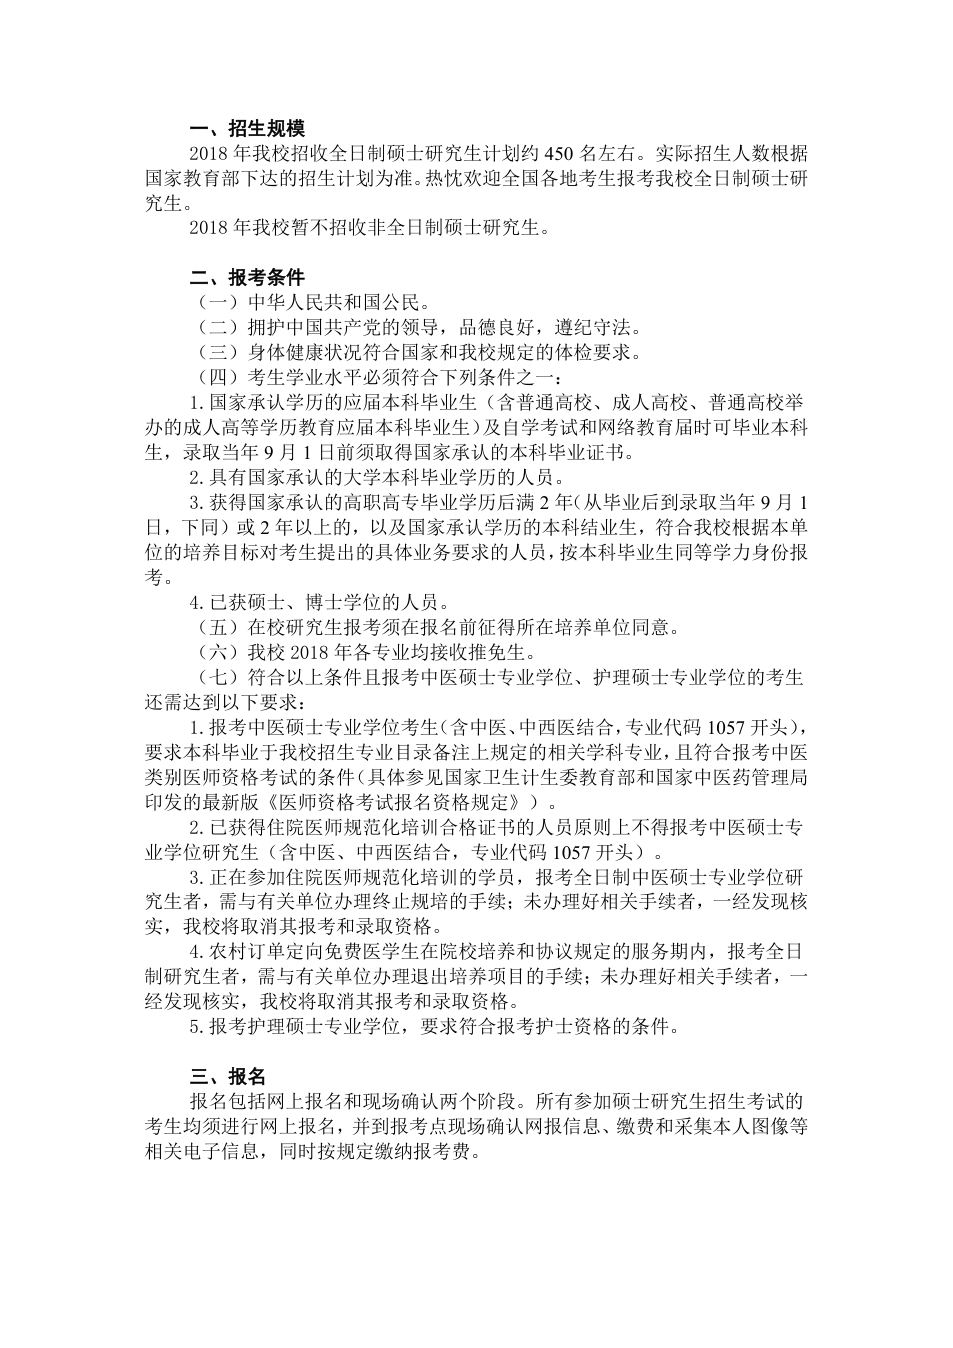 一、招生规模
2018 年我校招收全日制硕士研究生计划约 450 名左右。实际招生人数根据
国家教育部下达的招生计划为准。热忱欢迎全国各地考生报考我校全日制硕士研
究生。
2018 年我校暂不招收非全日制硕士研究生。
二、报考条件
（一）中华人民共和国公民。
（二）拥护中国共产党的领导，品德良好，遵纪守法。
（三）身体健康状况符合国家和我校规定的体检要求。
（四）考生学业水平必须符合下列条件之一：
1.国家承认学历的应届本科毕业生（含普通高校、成人高校、普通高校举
办的成人高等学历教育应届本科毕业生）及自学考试和网络教育届时可毕业本科
生，录取当年 9 月 1 日前须取得国家承认的本科毕业证书。
2.具有国家承认的大学本科毕业学历的人员。
3.获得国家承认的高职高专毕业学历后满 2 年（从毕业后到录取当年 9 月 1
日，下同）或 2 年以上的，以及国家承认学历的本科结业生，符合我校根据本单
位的培养目标对考生提出的具体业务要求的人员，按本科毕业生同等学力身份报
考。
4.已获硕士、博士学位的人员。
（五）在校研究生报考须在报名前征得所在培养单位同意。
（六）我校 2018 年各专业均接收推免生。
（七）符合以上条件且报考中医硕士专业学位、护理硕士专业学位的考生
还需达到以下要求：
1.报考中医硕士专业学位考生（含中医、中西医结合，专业代码 1057 开头），
要求本科毕业于我校招生专业目录备注上规定的相关学科专业，且符合报考中医
类别医师资格考试的条件（具体参见国家卫生计生委教育部和国家中医药管理局
印发的最新版《医师资格考试报名资格规定》）。
2.已获得住院医师规范化培训合格证书的人员原则上不得报考中医硕士专
业学位研究生（含中医、中西医结合，专业代码 1057 开头）。
3.正在参加住院医师规范化培训的学员，报考全日制中医硕士专业学位研
究生者，需与有关单位办理终止规培的手续；未办理好相关手续者，一经发现核
实，我校将取消其报考和录取资格。
4.农村订单定向免费医学生在院校培养和协议规定的服务期内，报考全日
制研究生者，需与有关单位办理退出培养项目的手续；未办理好相关手续者，一
经发现核实，我校将取消其报考和录取资格。
5.报考护理硕士专业学位，要求符合报考护士资格的条件。
三、报名
报名包括网上报名和现场确认两个阶段。所有参加硕士研究生招生考试的
考生均须进行网上报名，并到报考点现场确认网报信息、缴费和采集本人图像等
相关电子信息，同时按规定缴纳报考费。